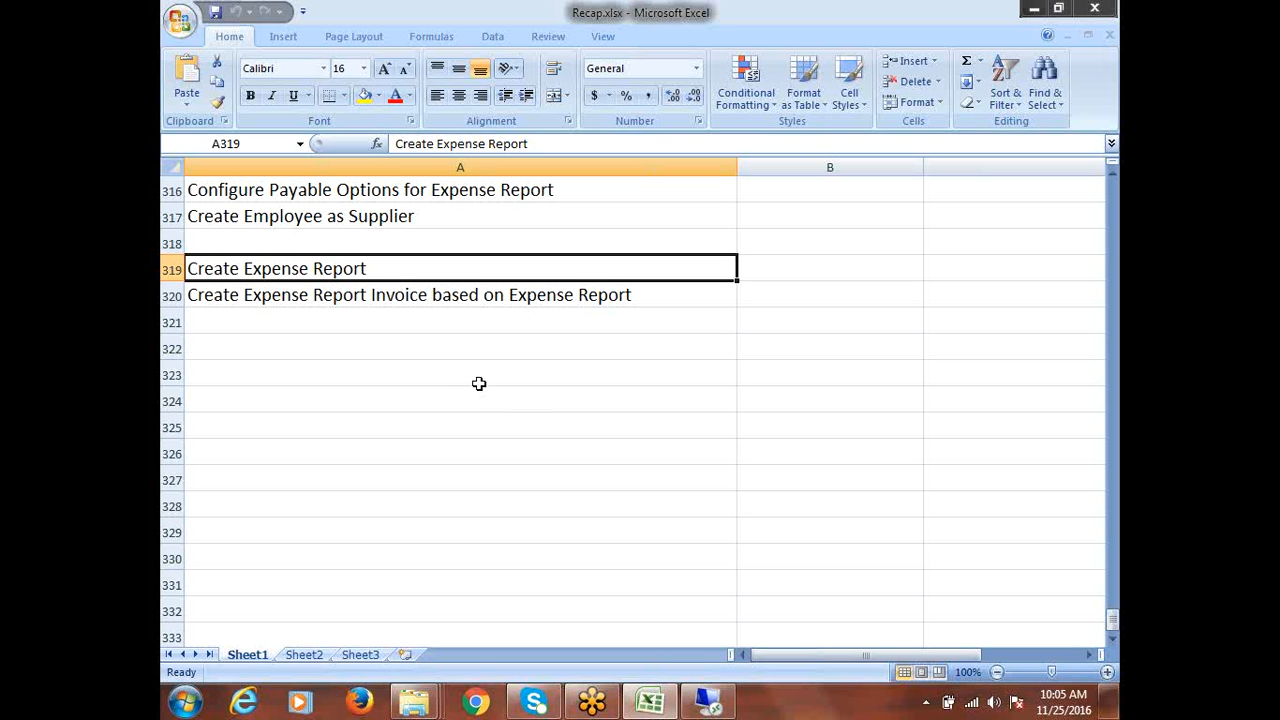 Recap.xlsx - Microsoft Excel
Home Insert Page Layout Formulas Data Review View
Paste
Calibri 16
B I U
General
$ % ,
Conditional Formatting
Format as Table
Cell Styles
Insert
Delete
Format
Sort & Filter
Find & Select
Clipboard Font Alignment Number Styles Cells Editing
A319 fx Create Expense Report
A B
316 Configure Payable Options for Expense Report
317 Create Employee as Supplier
318
319 Create Expense Report
320 Create Expense Report Invoice based on Expense Report
321
322
323
324
325
326
327
328
329
330
331
332
333
Sheet1 Sheet2 Sheet3
Ready 100%
10:05 AM
11/25/2016